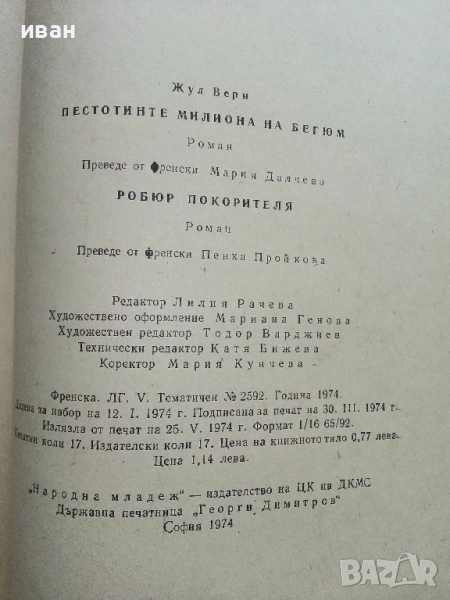 иван
Жул Верн
ПЕСТОТИНТЕ МИЛИОНА НА БЕГЮМ
Роман
Преведе от френски Мария Далчева
РОБЮР ПОКОРИТЕЛЯ
Роман
Преведе от френски Пенка Пройкова
Редактор Лилия Рачева
Художествено оформление Мариана Генова
Художествен редактор Тодор Варджиев
Технически редактор Катя Бижева
Коректор Мария Кунчева
Френска. ЛГ. V. Тематичен № 2592. Година 1974.
за набор на 12. I. 1974 г. Подписана за печат на 30. III. 1974 г.
Излязла от печат на 25. V. 1974 г. Формат 1/16 65/92.
коли 17. Издателски коли 17. Цена на книжното тяло 0,77 лева.
Цена 1,14 лева.
„Народна младеж" — издателство на ЦК на ДКМС
Държавна печатница „Георги Димитров"
София 1974
BAZAR